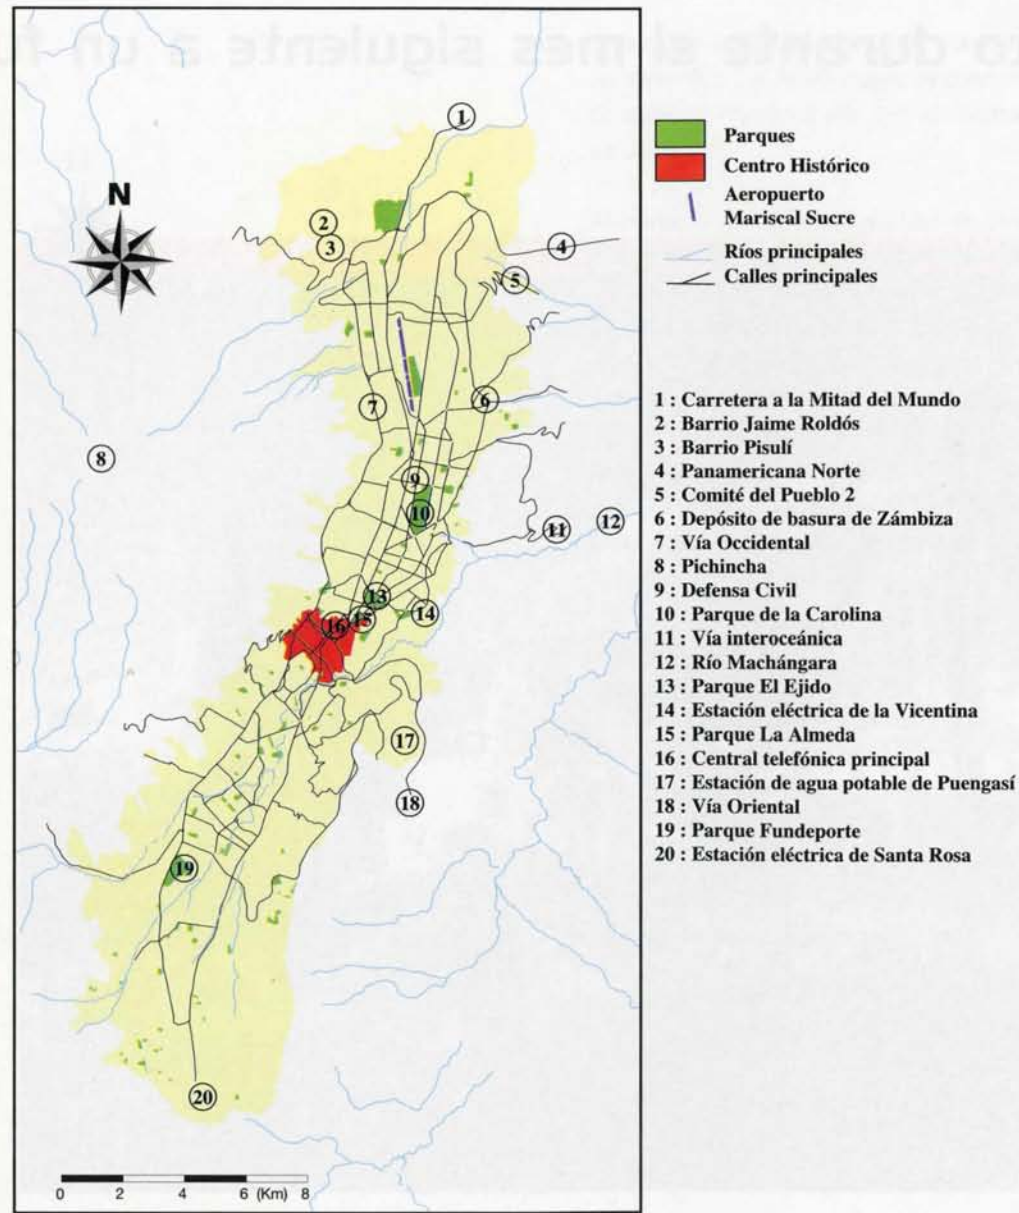 to durante el mes siguiente a un
N
1
2
3
4
5
6
7
8
9
10
11
12
13
14
15
16
17
18
19
20
0 2 4 6 (Km) 8
Parques
Centro Histórico
Aeropuerto
Mariscal Sucre
Ríos principales
Calles principales
1 : Carretera a la Mitad del Mundo
2 : Barrio Jaime Roldós
3 : Barrio Pisulí
4 : Panamericana Norte
5 : Comité del Pueblo 2
6 : Depósito de basura de Zámbiza
7 : Vía Occidental
8 : Pichincha
9 : Defensa Civil
10 : Parque de la Carolina
11 : Vía interoceánica
12 : Río Machángara
13 : Parque El Ejido
14 : Estación eléctrica de la Vicentina
15 : Parque La Almeda
16 : Central telefónica principal
17 : Estación de agua potable de Puengasí
18 : Vía Oriental
19 : Parque Fundeporte
20 : Estación eléctrica de Santa Rosa